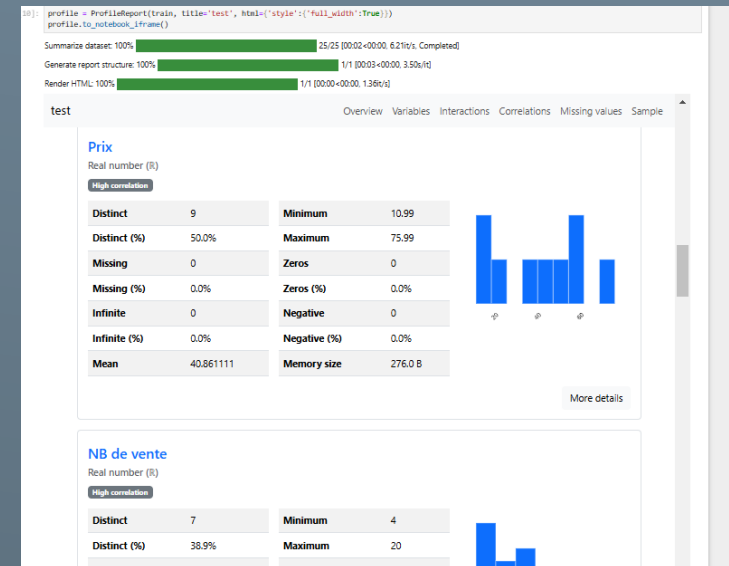 10]: profile = ProfileReport(train, title='test', html={'style':{'full_width':True}})
profile.to_notebook_iframe()
Summarize dataset: 100% 25/25 [00:02<00:00, 6.21it/s, Completed]
Generate report structure: 100% 1/1 [00:03<00:00, 3.50s/it]
Render HTML: 100% 1/1 [00:00<00:00, 1.36it/s]
test Overview Variables Interactions Correlations Missing values Sample
Prix
Real number (ℝ)
High correlation
Distinct 9 Minimum 10.99
Distinct (%) 50.0% Maximum 75.99
Missing 0 Zeros 0
Missing (%) 0.0% Zeros (%) 0.0%
Infinite 0 Negative 0
Infinite (%) 0.0% Negative (%) 0.0%
Mean 40.861111 Memory size 276.0 B
20 40 60
More details
NB de vente
Real number (ℝ)
High correlation
Distinct 7 Minimum 4
Distinct (%) 38.9% Maximum 20